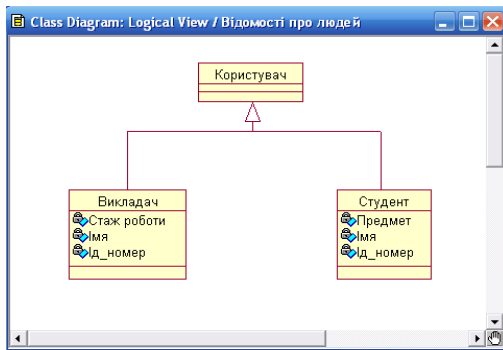 Class Diagram: Logical View / Відомості про людей
Користувач
Викладач
Стаж роботи
Імя
Ід_номер
Студент
Предмет
Імя
Ід_номер